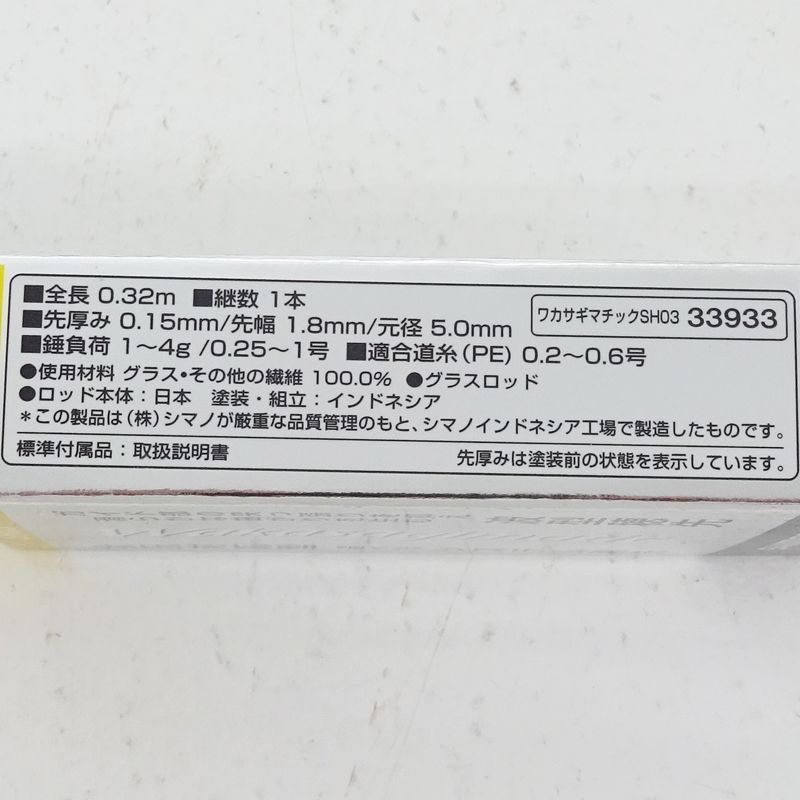 ■全長 0.32m ■継数 1本
■先厚み 0.15mm/先幅 1.8mm/元径 5.0mm
ワカサギマチックSH03 33933
■錘負荷 1〜4g /0.25〜1号 ■適合道糸(PE) 0.2〜0.6号
●使用材料 グラス・その他の繊維 100.0% ●グラスロッド
●ロッド本体:日本 塗装・組立:インドネシア
*この製品は(株)シマノが厳重な品質管理のもと、シマノインドネシア工場で製造したものです。
標準付属品:取扱説明書
先厚みは塗装前の状態を表示しています。